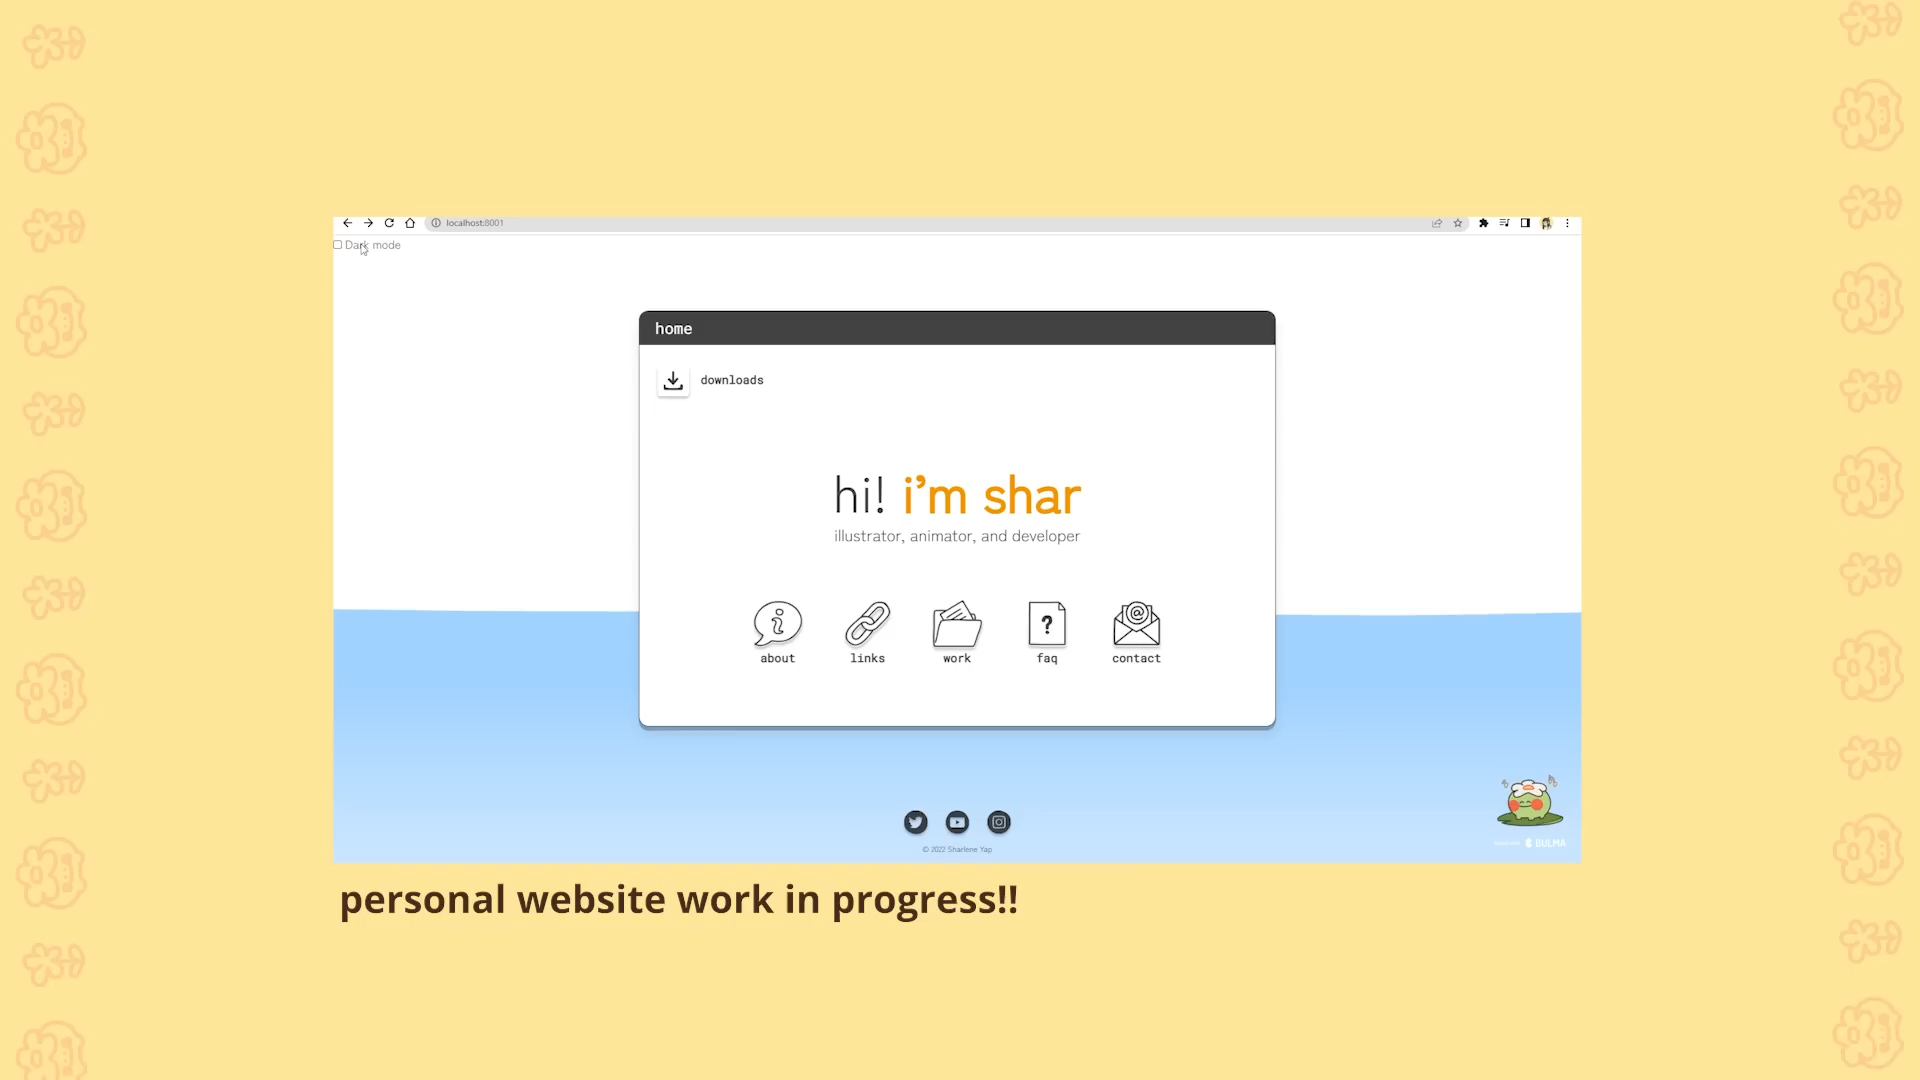 localhost:8001
Dark mode
home
downloads
hi! i'm shar
illustrator, animator, and developer
about
links
work
faq
contact
© 2022 Sharlene Yap
BULMA
personal website work in progress!!